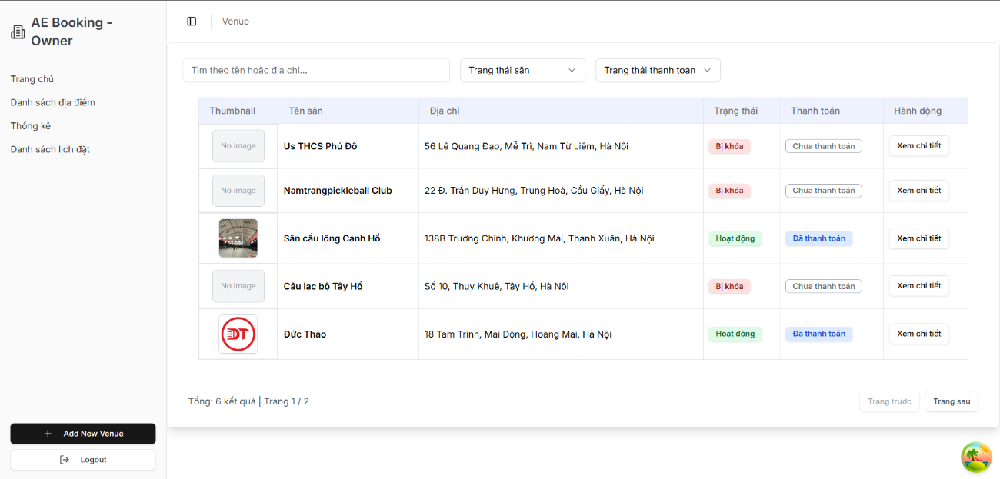 AE Booking -
Owner
Venue
Trang chủ
Danh sách địa điểm
Thống kê
Danh sách lịch đặt
Tìm theo tên hoặc địa chỉ...
Trạng thái sân
Trạng thái thanh toán
Thumbnail Tên sân Địa chỉ Trạng thái Thanh toán Hành động
No image Us THCS Phú Đô 56 Lê Quang Đạo, Mễ Trì, Nam Từ Liêm, Hà Nội Bị khóa Chưa thanh toán Xem chi tiết
No image Namtrangpickleball Club 22 Đ. Trần Duy Hưng, Trung Hoà, Cầu Giấy, Hà Nội Bị khóa Chưa thanh toán Xem chi tiết
Sân cầu lông Cảnh Hồ 138B Trường Chinh, Khương Mai, Thanh Xuân, Hà Nội Hoạt động Đã thanh toán Xem chi tiết
No image Câu lạc bộ Tây Hồ Số 10, Thụy Khuê, Tây Hồ, Hà Nội Bị khóa Chưa thanh toán Xem chi tiết
DT Đức Thảo 18 Tam Trinh, Mai Động, Hoàng Mai, Hà Nội Hoạt động Đã thanh toán Xem chi tiết
Tổng: 6 kết quả | Trang 1 / 2
Trang trước
Trang sau
Add New Venue
Logout